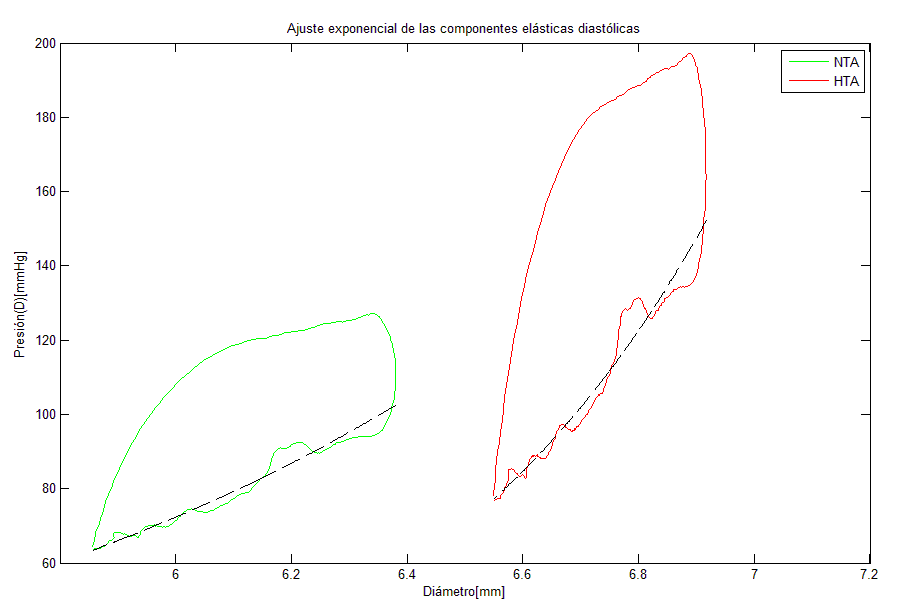 Ajuste exponencial de las componentes elásticas diastólicas
200
180
160
140
120
100
80
60
Presión(D)[mmHg]
NTA
HTA
6 6.2 6.4 6.6 6.8 7 7.2
Diámetro[mm]